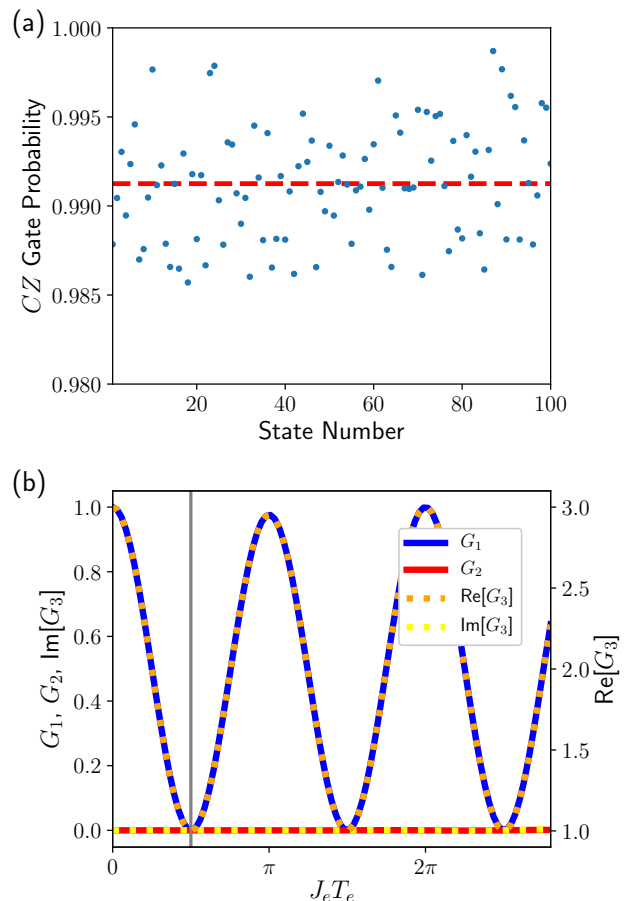 (a)
1.000
0.995
0.990
0.985
0.980
CZ Gate Probability
20
40
60
80
100
State Number
(b)
1.0
0.8
0.6
0.4
0.2
0.0
G₁, G₂, Im[G₃]
3.0
2.5
2.0
1.5
1.0
Re[G₃]
G₁
G₂
Re[G₃]
Im[G₃]
0
π
2π
JₑTₑ